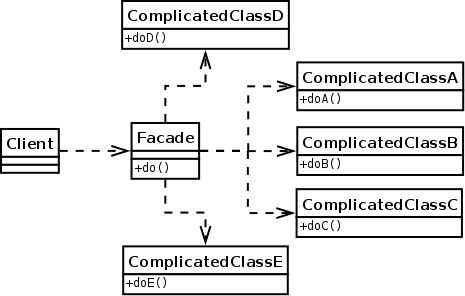 ComplicatedClassD
+doD()
ComplicatedClassA
+doA()
Client
Facade
+do()
ComplicatedClassB
+doB()
ComplicatedClassC
+doC()
ComplicatedClassE
+doE()